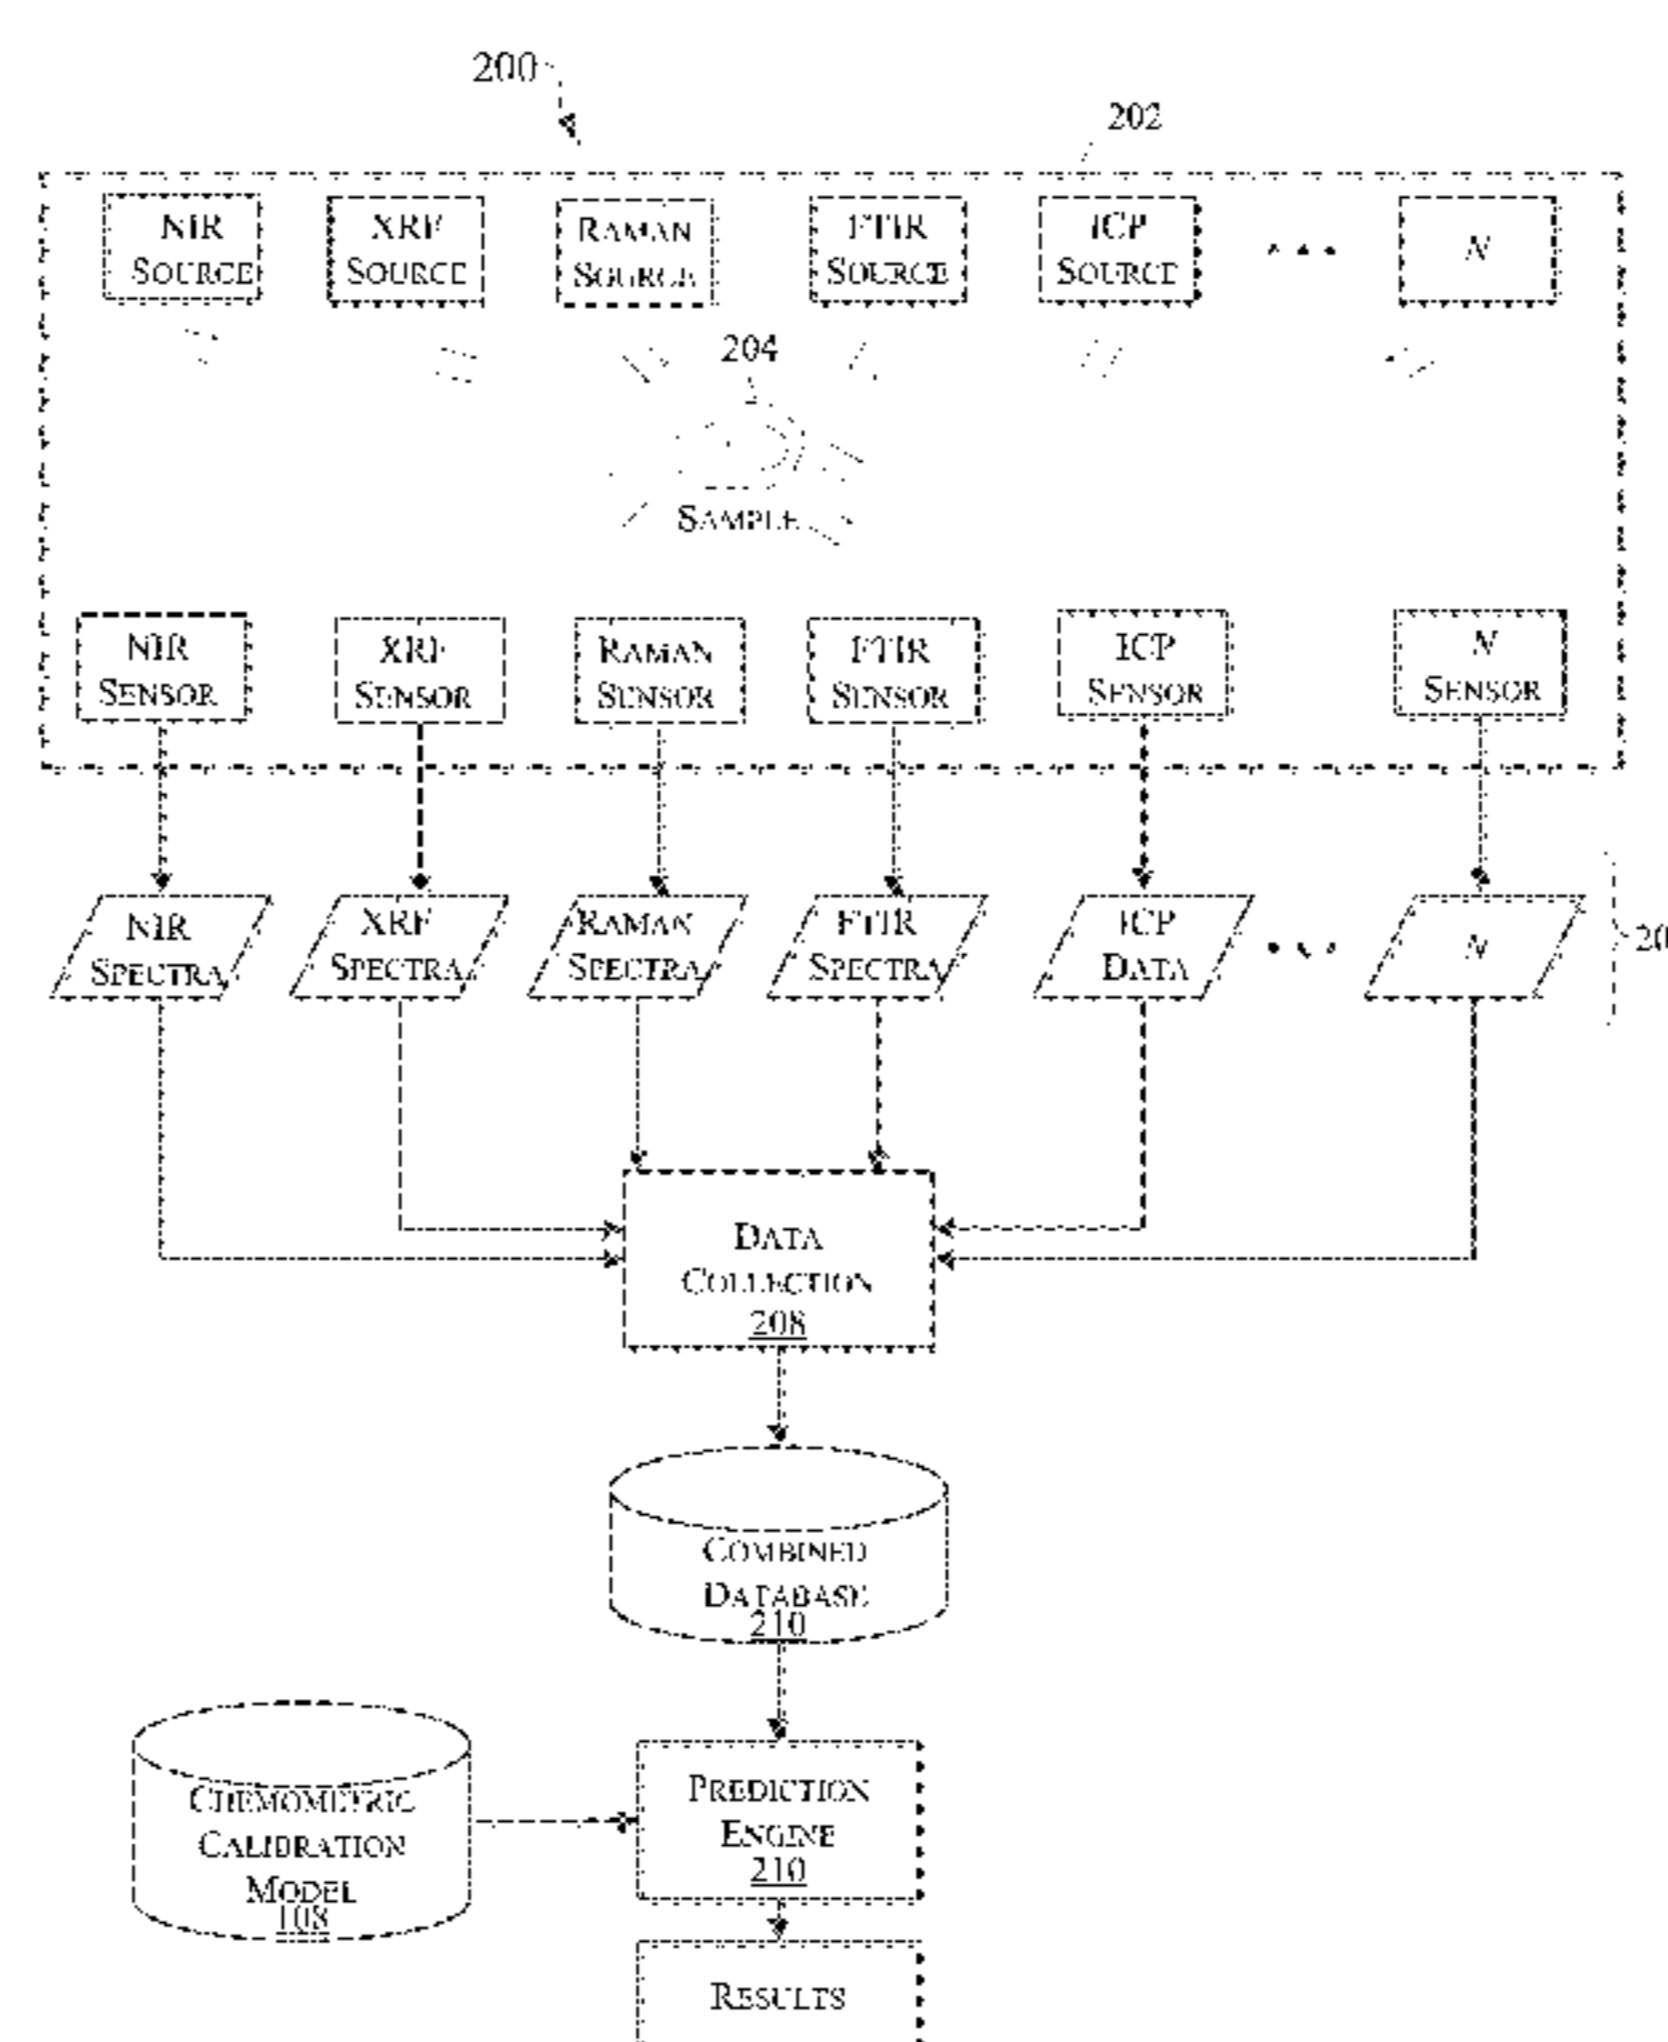 200
202
NIR
SOURCE
XRF
SOURCE
RAMAN
SOURCE
FTIR
SOURCE
ICP
SOURCE
...
N
204
SAMPLE
NIR
SENSOR
XRF
SENSOR
RAMAN
SENSOR
FTIR
SENSOR
ICP
SENSOR
N
SENSOR
NIR
SPECTRA
XRF
SPECTRA
RAMAN
SPECTRA
FTIR
SPECTRA
ICP
DATA
...
N
20
DATA
COLLECTION
208
COMBINED
DATABASE
210
CHEMOMETRIC
CALIBRATION
MODEL
108
PREDICTION
ENGINE
210
RESULTS